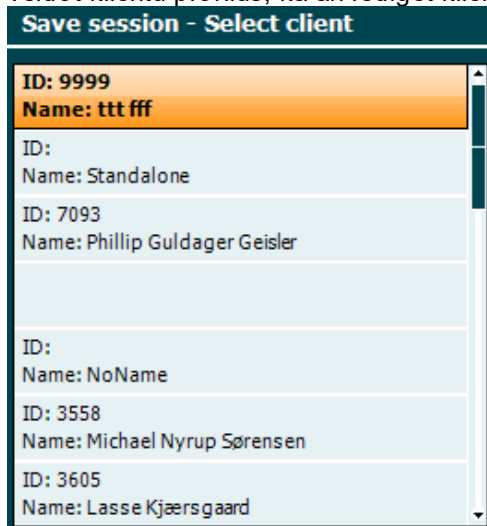 Save session - Select client
ID: 9999
Name: ttt fff
ID:
Name: Standalone
ID: 7093
Name: Phillip Guldager Geisler
ID:
Name: NoName
ID: 3558
Name: Michael Nyrup Sørensen
ID: 3605
Name: Lasse Kjærsgaard